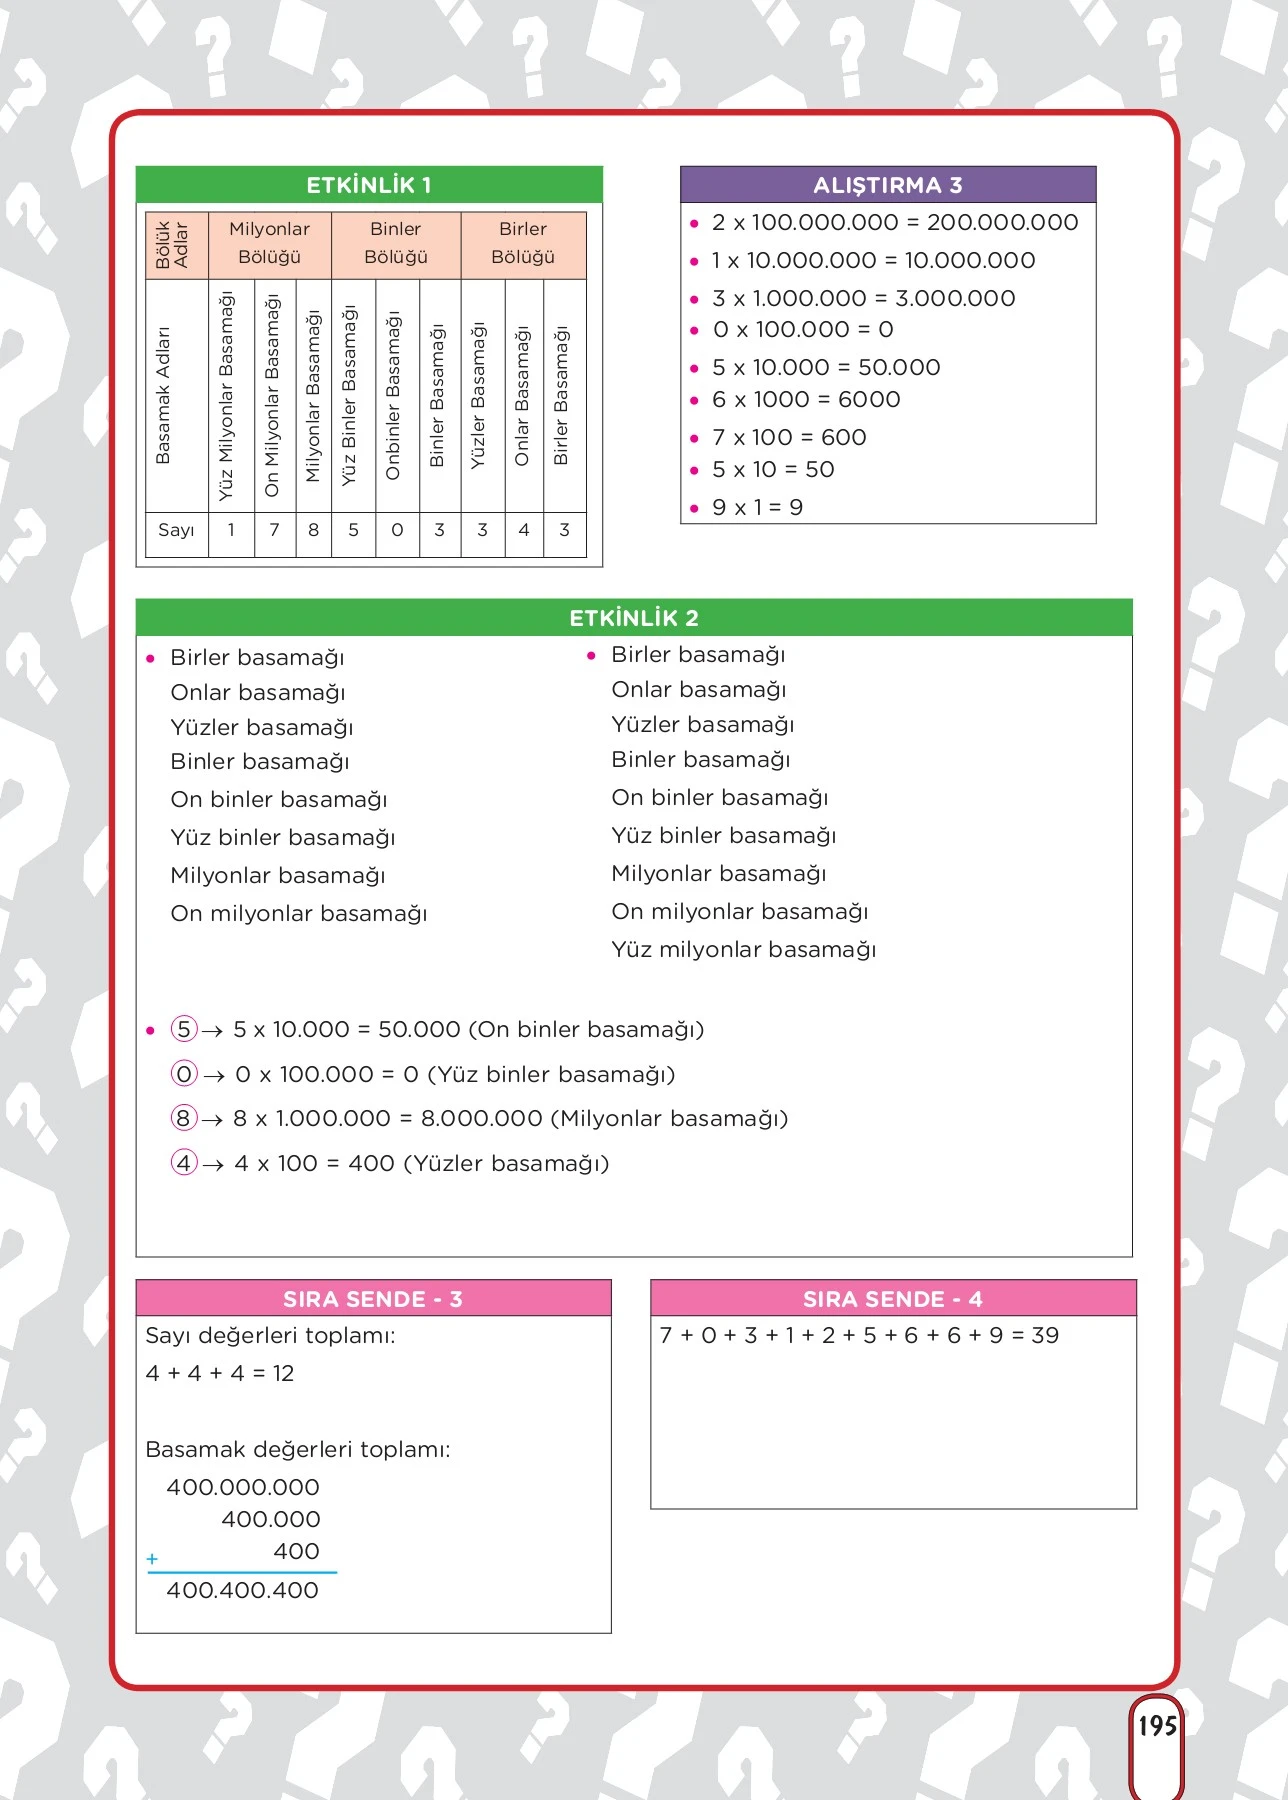 ETKİNLİK 1
Bölük
Adlar
Milyonlar
Bölüğü
Binler
Bölüğü
Birler
Bölüğü
Basamak Adları
Yüz Milyonlar Basamağı
On Milyonlar Basamağı
Milyonlar Basamağı
Yüz Binler Basamağı
Onbinler Basamağı
Binler Basamağı
Yüzler Basamağı
Onlar Basamağı
Birler Basamağı
Sayı 1 7 8 5 0 3 3 4 3
ALIŞTIRMA 3
• 2 x 100.000.000 = 200.000.000
• 1 x 10.000.000 = 10.000.000
• 3 x 1.000.000 = 3.000.000
• 0 x 100.000 = 0
• 5 x 10.000 = 50.000
• 6 x 1000 = 6000
• 7 x 100 = 600
• 5 x 10 = 50
• 9 x 1 = 9
ETKİNLİK 2
• Birler basamağı
Onlar basamağı
Yüzler basamağı
Binler basamağı
On binler basamağı
Yüz binler basamağı
Milyonlar basamağı
On milyonlar basamağı
• Birler basamağı
Onlar basamağı
Yüzler basamağı
Binler basamağı
On binler basamağı
Yüz binler basamağı
Milyonlar basamağı
On milyonlar basamağı
Yüz milyonlar basamağı
• 5 → 5 x 10.000 = 50.000 (On binler basamağı)
0 → 0 x 100.000 = 0 (Yüz binler basamağı)
8 → 8 x 1.000.000 = 8.000.000 (Milyonlar basamağı)
4 → 4 x 100 = 400 (Yüzler basamağı)
SIRA SENDE - 3
Sayı değerleri toplamı:
4 + 4 + 4 = 12
Basamak değerleri toplamı:
400.000.000
400.000
+ 400
400.400.400
SIRA SENDE - 4
7 + 0 + 3 + 1 + 2 + 5 + 6 + 6 + 9 = 39
195